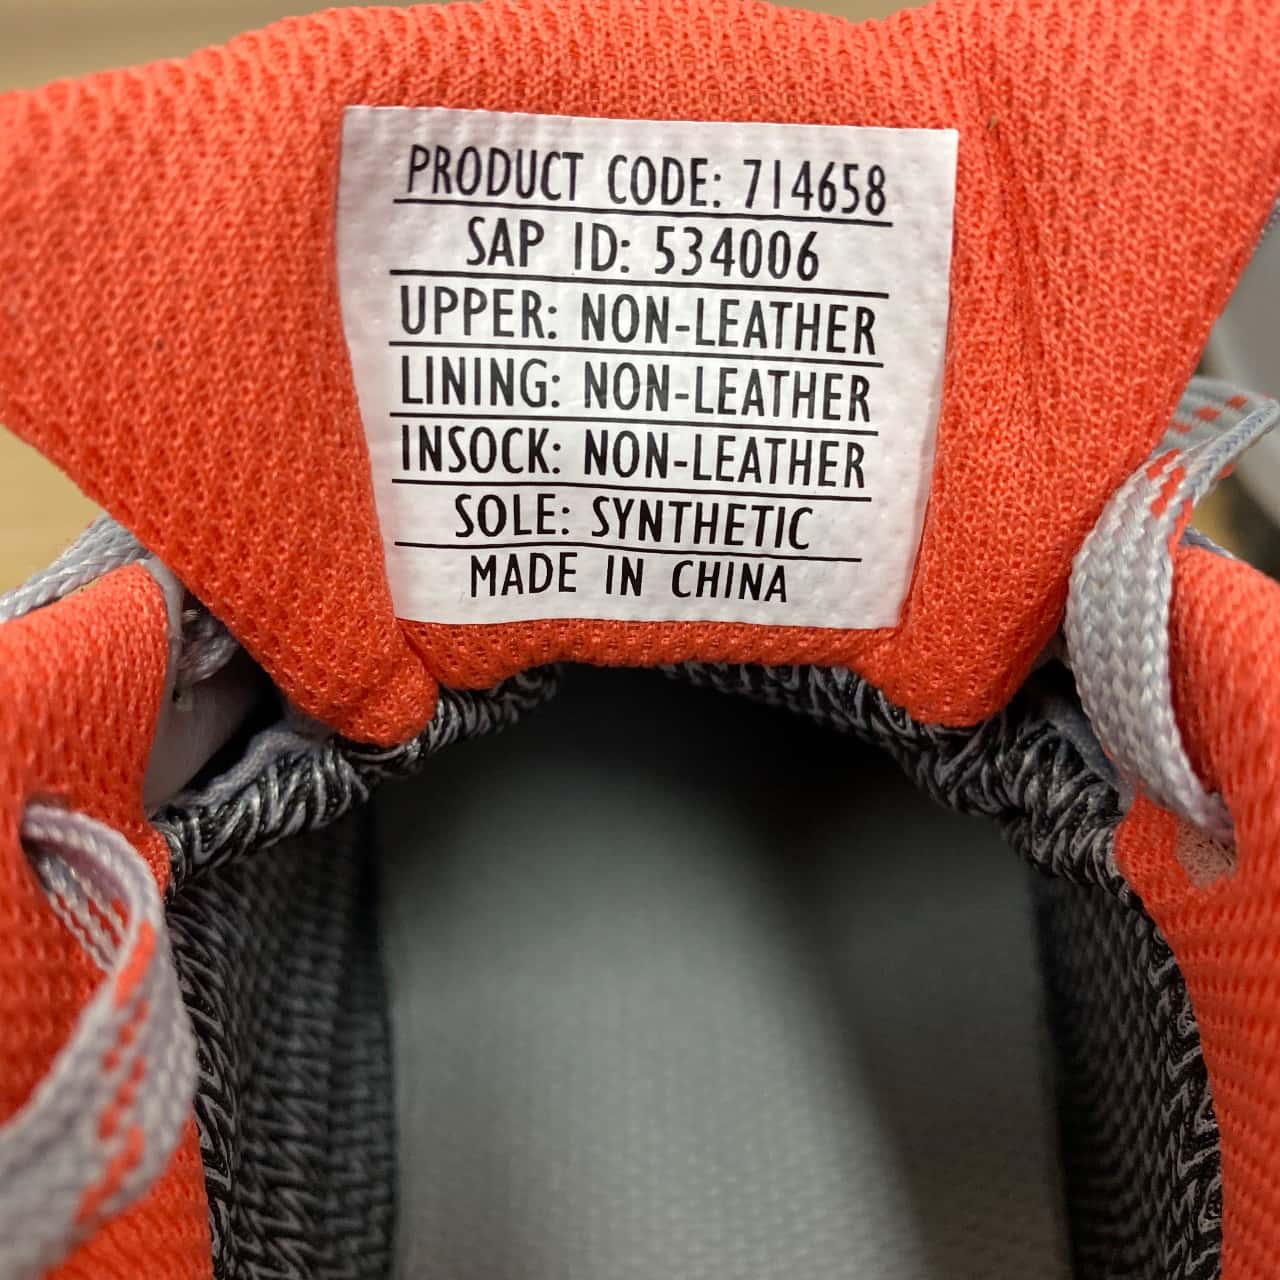 PRODUCT CODE: 714658
SAP ID: 534006
UPPER: NON-LEATHER
LINING: NON-LEATHER
INSOCK: NON-LEATHER
SOLE: SYNTHETIC
MADE IN CHINA